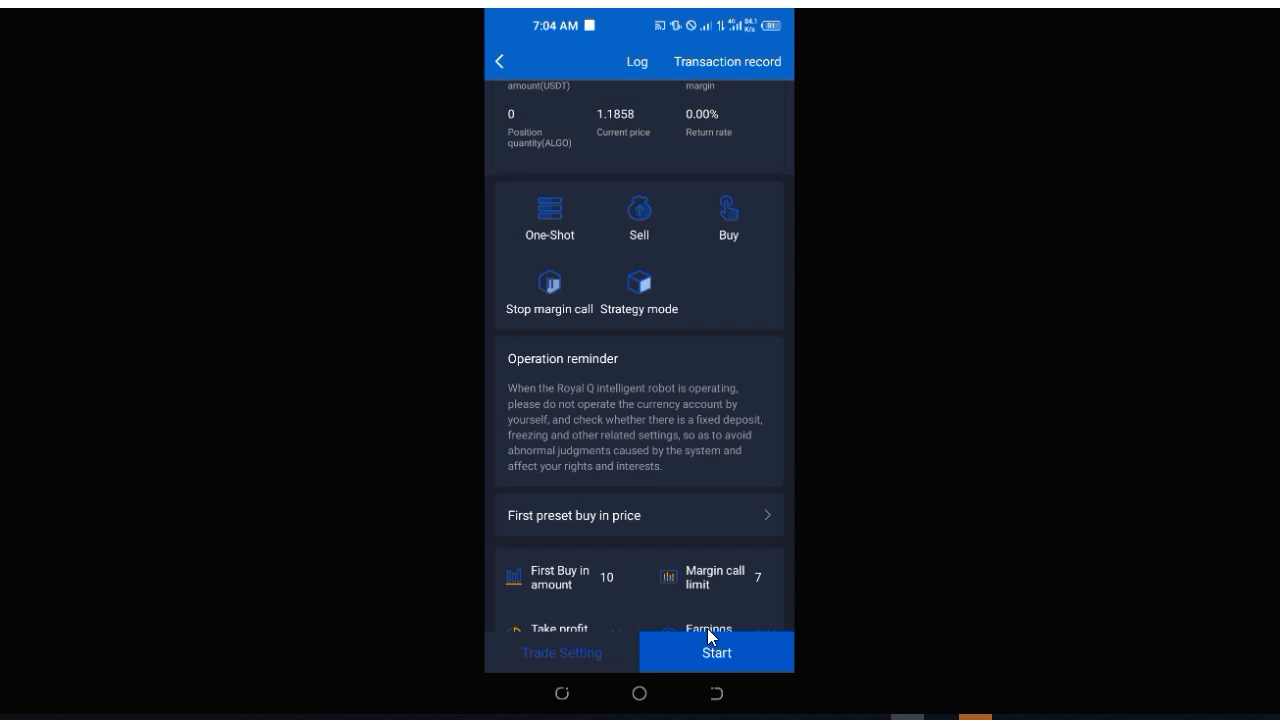 7:04 AM
4G 84.1
K/s
Log Transaction record
amount(USDT) margin
0 1.1858 0.00%
Position Current price Return rate
quantity(ALGO)
One-Shot Sell Buy
Stop margin call Strategy mode
Operation reminder
When the Royal Q intelligent robot is operating,
please do not operate the currency account by
yourself, and check whether there is a fixed deposit,
freezing and other related settings, so as to avoid
abnormal judgments caused by the system and
affect your rights and interests.
First preset buy in price
First Buy in 10 Margin call 7
amount limit
Take profit Earnings
Trade Setting Start